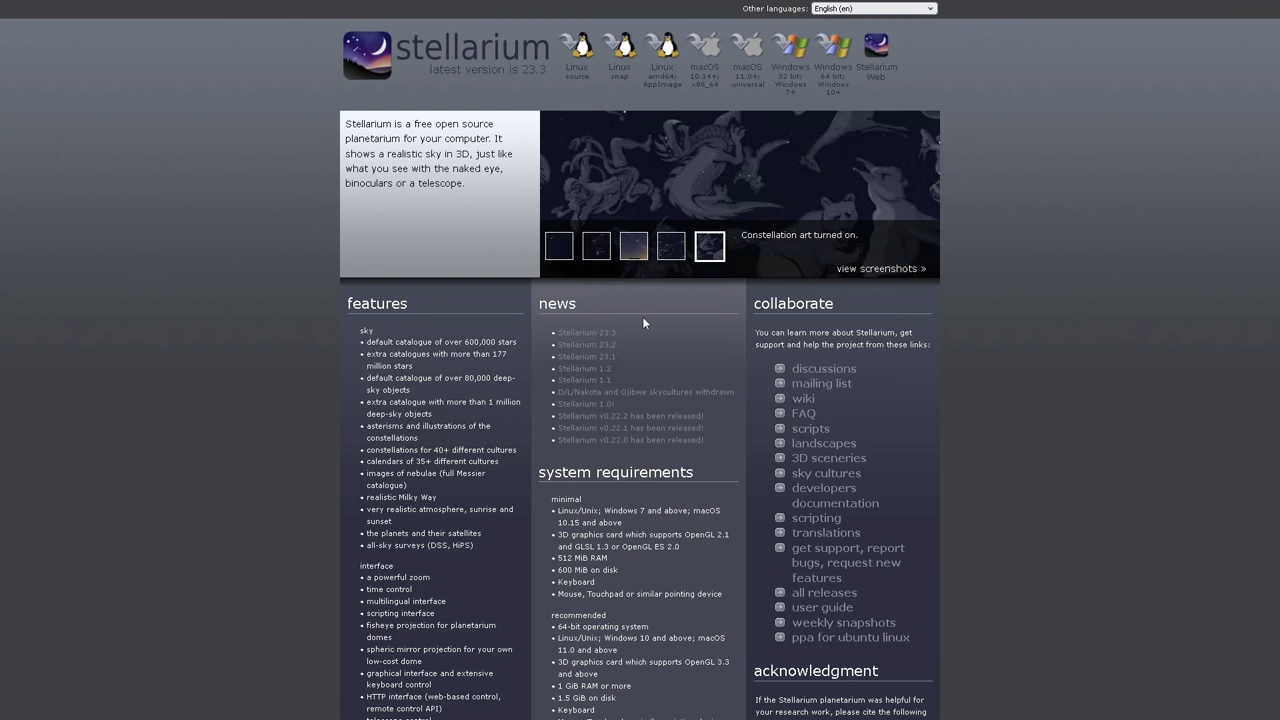 Other languages: English (en)
stellarium
latest version is 23.3
Linux
source
Linux
snap
Linux
amd64;
AppImage
macOS
10.14+;
x86_64
macOS
11.0+;
universal
Windows
32 bit;
Windows
7+
Windows
64 bit;
Windows
10+
Stellarium
Web
Stellarium is a free open source
planetarium for your computer. It
shows a realistic sky in 3D, just like
what you see with the naked eye,
binoculars or a telescope.
Constellation art turned on.
view screenshots »
features
sky
• default catalogue of over 600,000 stars
• extra catalogues with more than 177
million stars
• default catalogue of over 80,000 deep-
sky objects
• extra catalogue with more than 1 million
deep-sky objects
• asterisms and illustrations of the
constellations
• constellations for 40+ different cultures
• calendars of 35+ different cultures
• images of nebulae (full Messier
catalogue)
• realistic Milky Way
• very realistic atmosphere, sunrise and
sunset
• the planets and their satellites
• all-sky surveys (DSS, HiPS)
interface
• a powerful zoom
• time control
• multilingual interface
• scripting interface
• fisheye projection for planetarium
domes
• spheric mirror projection for your own
low-cost dome
• graphical interface and extensive
keyboard control
• HTTP interface (web-based control,
remote control API)
• telescope control
news
• Stellarium 23.3
• Stellarium 23.2
• Stellarium 23.1
• Stellarium 1.2
• Stellarium 1.1
• D/L/Nakota and Ojibwe skycultures withdrawn
• Stellarium 1.0!
• Stellarium v0.22.2 has been released!
• Stellarium v0.22.1 has been released!
• Stellarium v0.22.0 has been released!
system requirements
minimal
• Linux/Unix; Windows 7 and above; macOS
10.15 and above
• 3D graphics card which supports OpenGL 2.1
and GLSL 1.3 or OpenGL ES 2.0
• 512 MiB RAM
• 600 MiB on disk
• Keyboard
• Mouse, Touchpad or similar pointing device
recommended
• 64-bit operating system
• Linux/Unix; Windows 10 and above; macOS
11.0 and above
• 3D graphics card which supports OpenGL 3.3
and above
• 1 GiB RAM or more
• 1.5 GiB on disk
• Keyboard
collaborate
You can learn more about Stellarium, get
support and help the project from these links:
discussions
mailing list
wiki
FAQ
scripts
landscapes
3D sceneries
sky cultures
developers
documentation
scripting
translations
get support, report
bugs, request new
features
all releases
user guide
weekly snapshots
ppa for ubuntu linux
acknowledgment
If the Stellarium planetarium was helpful for
your research work, please cite the following